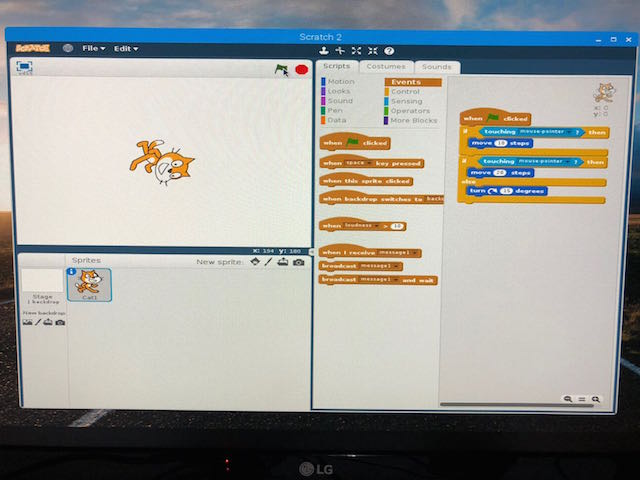 Scratch 2
SCRATCH File Edit
Scripts Costumes Sounds
Motion Events
Looks Control
Sound Sensing
Pen Operators
Data More Blocks
when clicked
when space key pressed
when this sprite clicked
when backdrop switches to
when loudness > 10
when I receive message1
broadcast message1
broadcast message1 and wait
x: 0
y: 0
when clicked
if touching mouse-pointer ? then
move 10 steps
if touching mouse-pointer ? then
move 20 steps
else
turn 15 degrees
x: 154 y: 180
Sprites New sprite:
Stage
1 backdrop
New backdrop
Cat1
LG